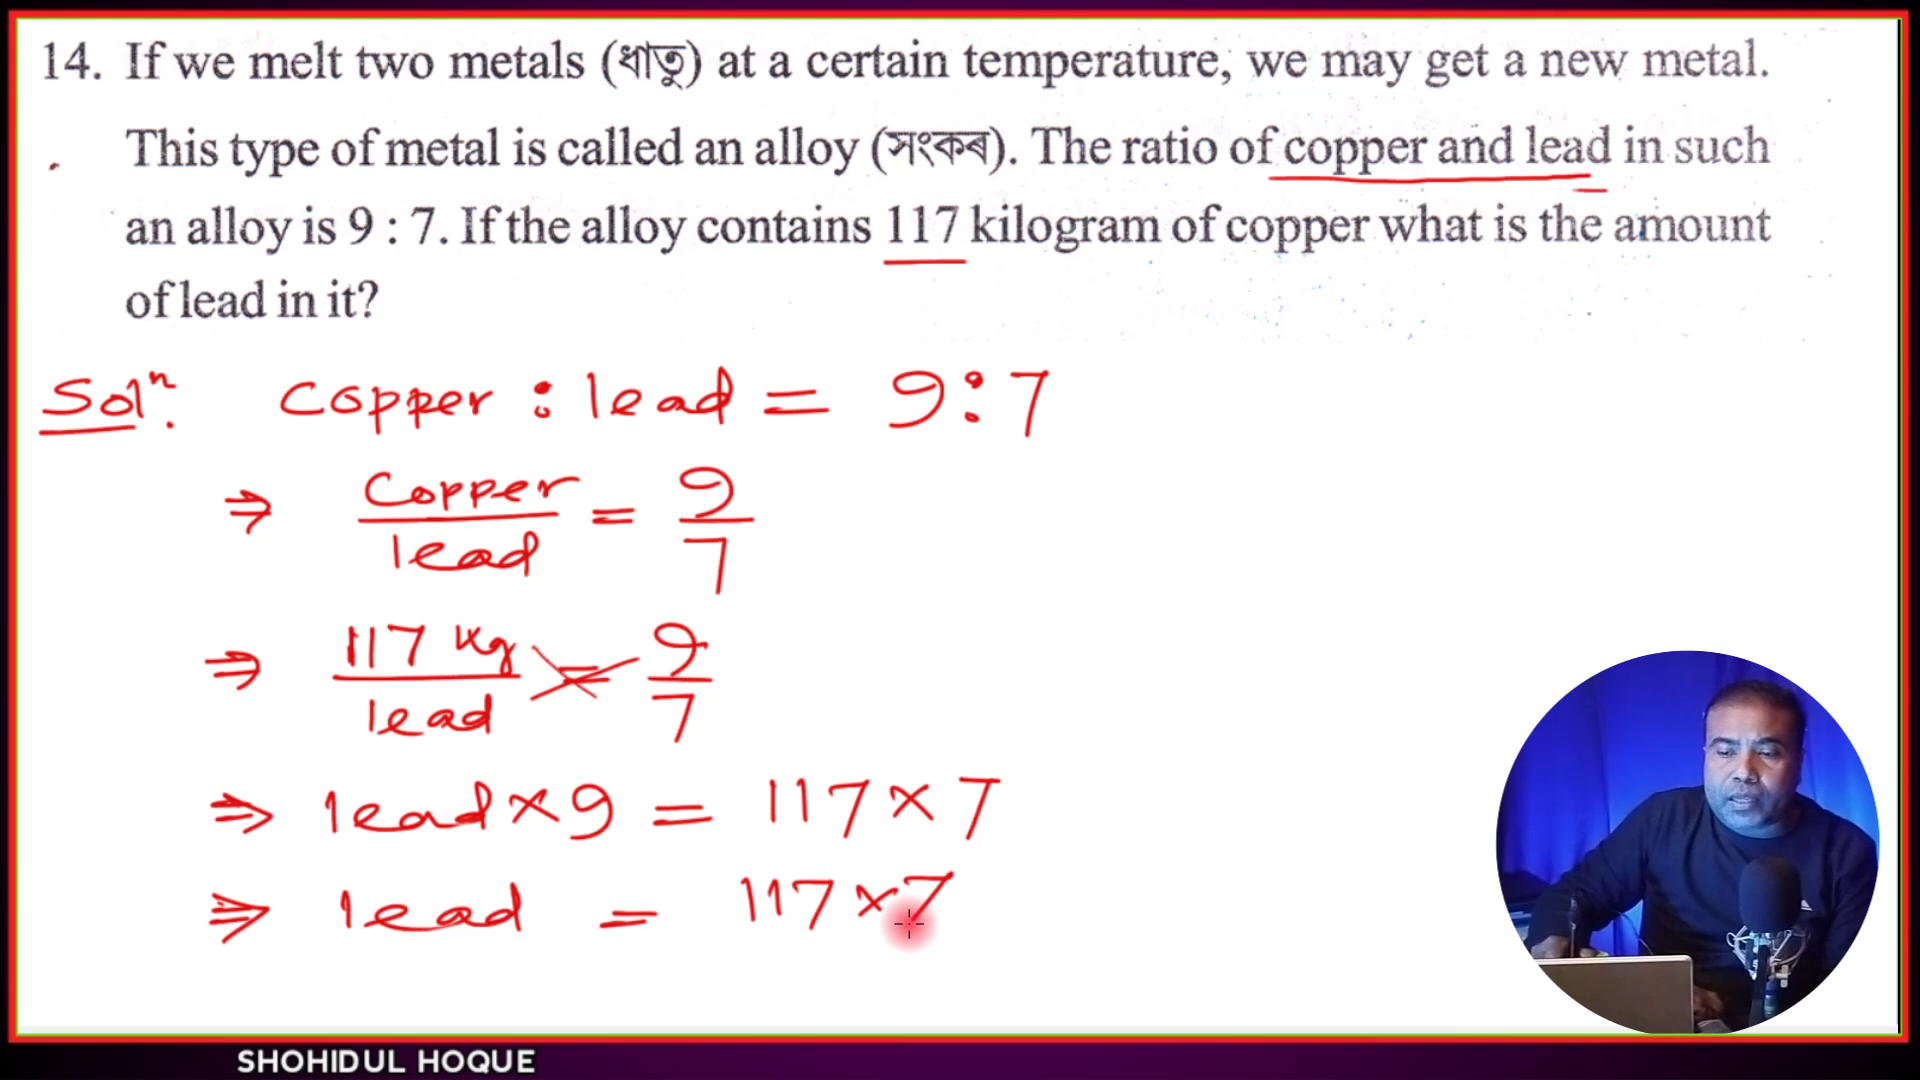 14. If we melt two metals (ধাতু) at a certain temperature, we may get a new metal.
This type of metal is called an alloy (সংকৰ). The ratio of copper and lead in such
an alloy is 9 : 7. If the alloy contains 117 kilogram of copper what is the amount
of lead in it?
Solⁿ. Copper : lead = 9 : 7
⇒ Copper / lead = 9 / 7
⇒ 117 Kg / lead = 9 / 7
⇒ lead × 9 = 117 × 7
⇒ lead = 117 × 7
SHOHIDUL HOQUE